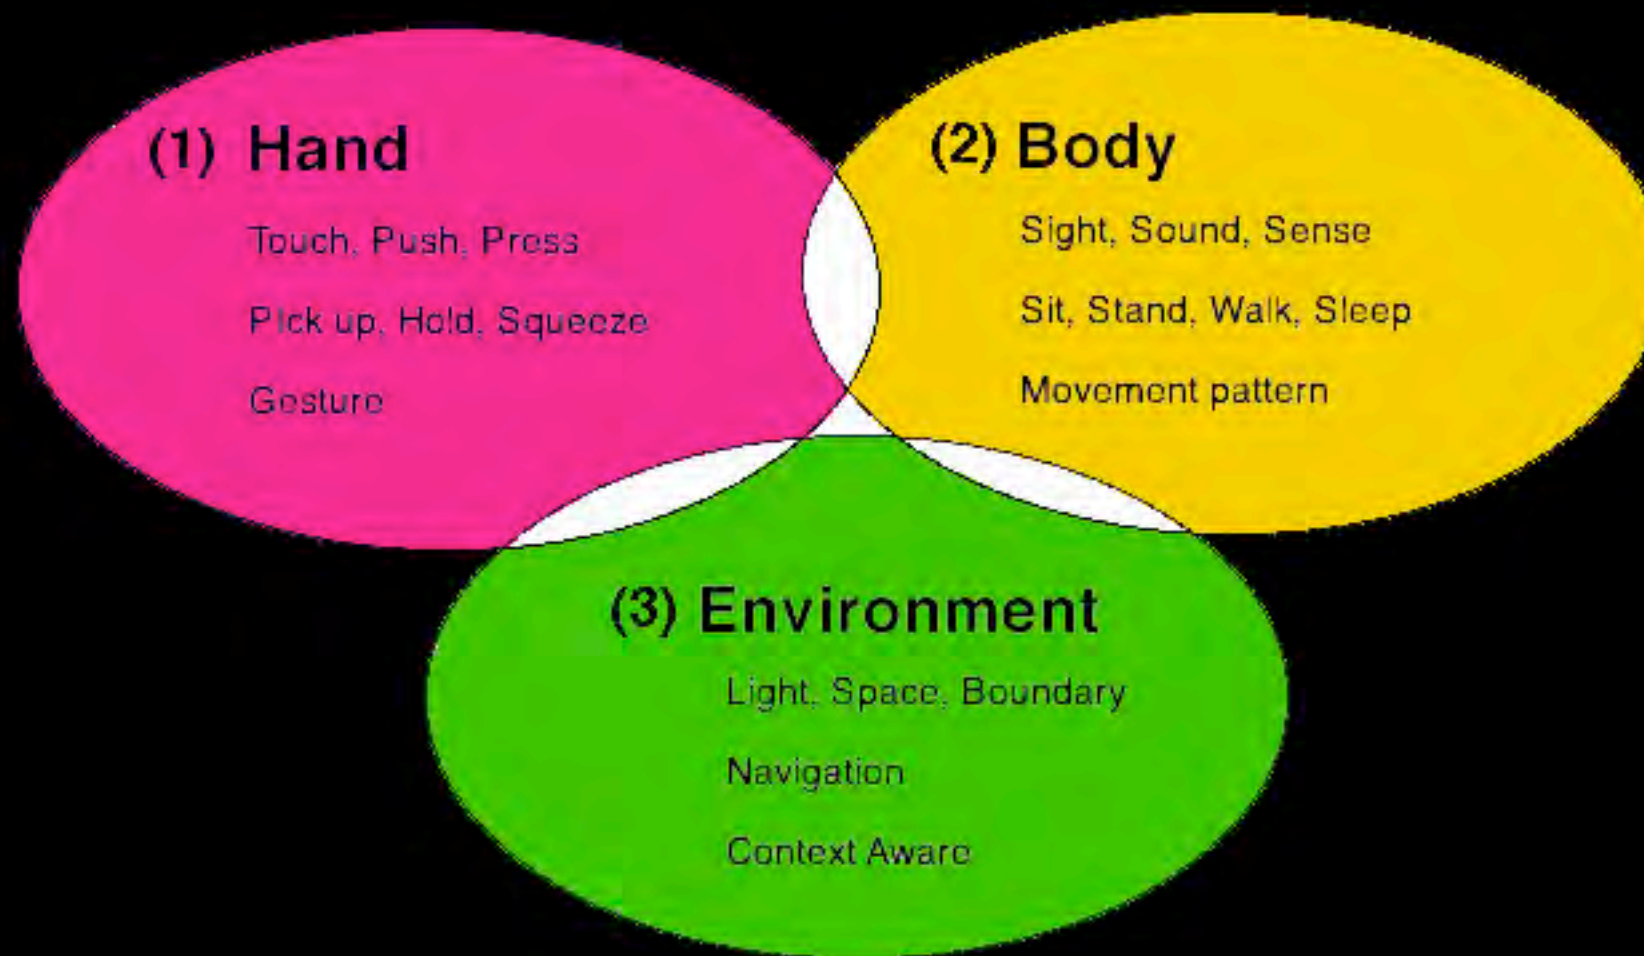 (1) Hand
Touch, Push, Press
Pick up, Hold, Squeeze
Gesture
(2) Body
Sight, Sound, Sense
Sit, Stand, Walk, Sleep
Movement pattern
(3) Environment
Light, Space, Boundary
Navigation
Context Aware